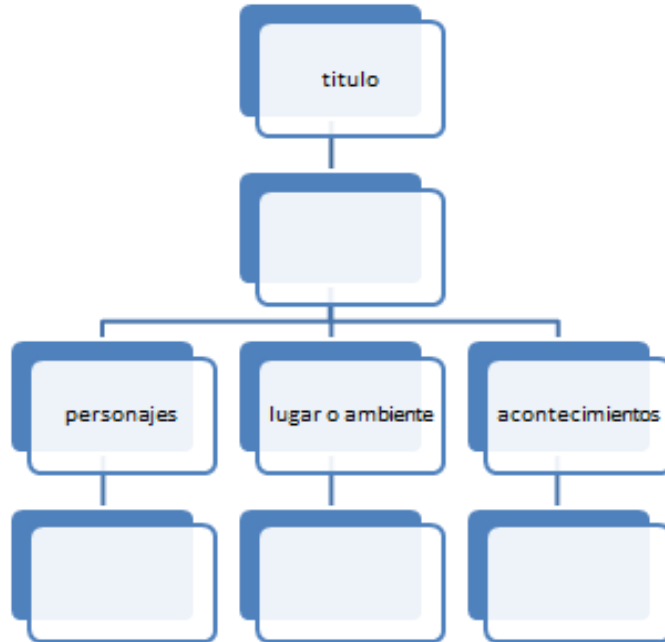 titulo
personajes
lugar o ambiente
acontecimientos